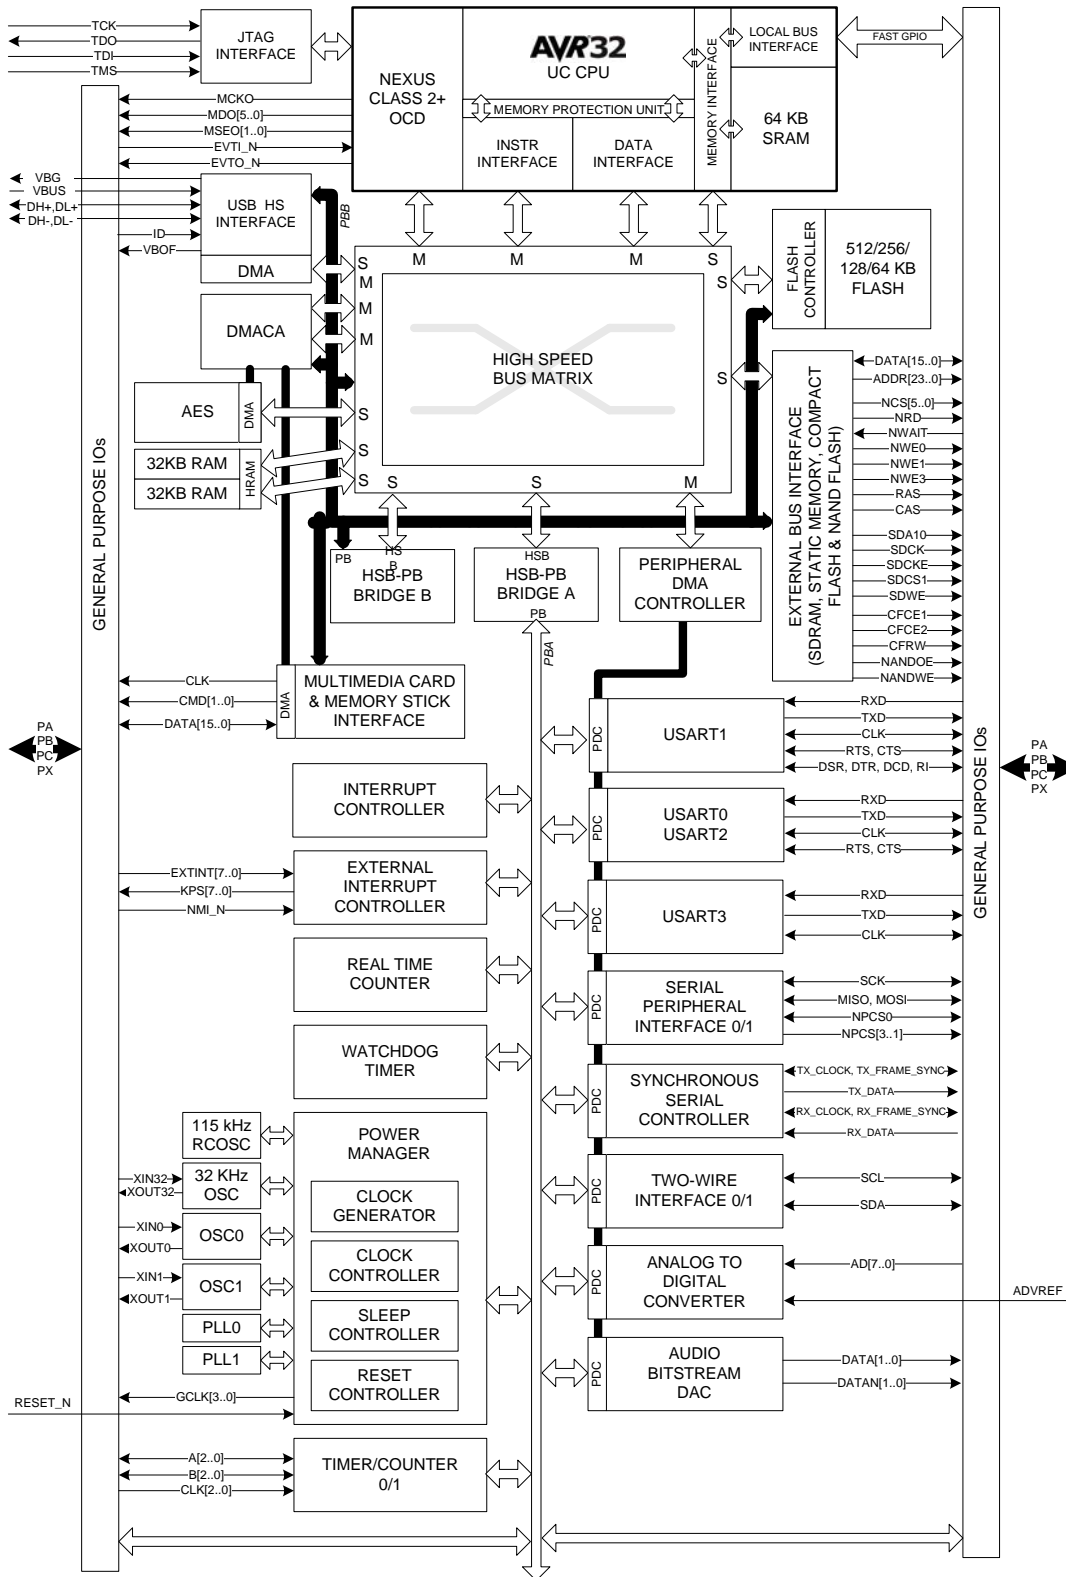 TCK
TDO
TDI
TMS
JTAG
INTERFACE
NEXUS
CLASS 2+
OCD
AVR32
UC CPU
MEMORY PROTECTION UNIT
INSTR
INTERFACE
DATA
INTERFACE
MEMORY INTERFACE
LOCAL BUS
INTERFACE
64 KB
SRAM
FAST GPIO
MCKO
MDO[5..0]
MSEO[1..0]
EVTI_N
EVTO_N
VBG
VBUS
DH+,DL+
DH-,DL-
ID
VBOF
USB HS
INTERFACE
DMA
PBB
S
M
M
M
M
M
M
S
S
S
S
S
S
S
S
M
HIGH SPEED
BUS MATRIX
FLASH
CONTROLLER
512/256/
128/64 KB
FLASH
DMACA
AES
DMA
32KB RAM
32KB RAM
HRAM
EXTERNAL BUS INTERFACE
(SDRAM, STATIC MEMORY, COMPACT
FLASH & NAND FLASH)
DATA[15..0]
ADDR[23..0]
NCS[5..0]
NRD
NWAIT
NWE0
NWE1
NWE3
RAS
CAS
SDA10
SDCK
SDCKE
SDCS1
SDWE
CFCE1
CFCE2
CFRW
NANDOE
NANDWE
GENERAL PURPOSE IOs
GENERAL PURPOSE IOs
PB
HS
B
HSB-PB
BRIDGE B
HSB
HSB-PB
BRIDGE A
PB
PBA
PERIPHERAL
DMA
CONTROLLER
CLK
CMD[1..0]
DATA[15..0]
DMA
MULTIMEDIA CARD
& MEMORY STICK
INTERFACE
PA
PB
PC
PX
PA
PB
PC
PX
PDC
USART1
RXD
TXD
CLK
RTS, CTS
DSR, DTR, DCD, RI
INTERRUPT
CONTROLLER
PDC
USART0
USART2
RXD
TXD
CLK
RTS, CTS
EXTINT[7..0]
KPS[7..0]
NMI_N
EXTERNAL
INTERRUPT
CONTROLLER
PDC
USART3
RXD
TXD
CLK
REAL TIME
COUNTER
PDC
SERIAL
PERIPHERAL
INTERFACE 0/1
SCK
MISO, MOSI
NPCS0
NPCS[3..1]
WATCHDOG
TIMER
PDC
SYNCHRONOUS
SERIAL
CONTROLLER
TX_CLOCK, TX_FRAME_SYNC
TX_DATA
RX_CLOCK, RX_FRAME_SYNC
RX_DATA
115 kHz
RCOSC
XIN32
XOUT32
32 KHz
OSC
XIN0
XOUT0
OSC0
XIN1
XOUT1
OSC1
PLL0
PLL1
POWER
MANAGER
CLOCK
GENERATOR
CLOCK
CONTROLLER
SLEEP
CONTROLLER
RESET
CONTROLLER
GCLK[3..0]
RESET_N
PDC
TWO-WIRE
INTERFACE 0/1
SCL
SDA
PDC
ANALOG TO
DIGITAL
CONVERTER
AD[7..0]
ADVREF
PDC
AUDIO
BITSTREAM
DAC
DATA[1..0]
DATAN[1..0]
A[2..0]
B[2..0]
CLK[2..0]
TIMER/COUNTER
0/1